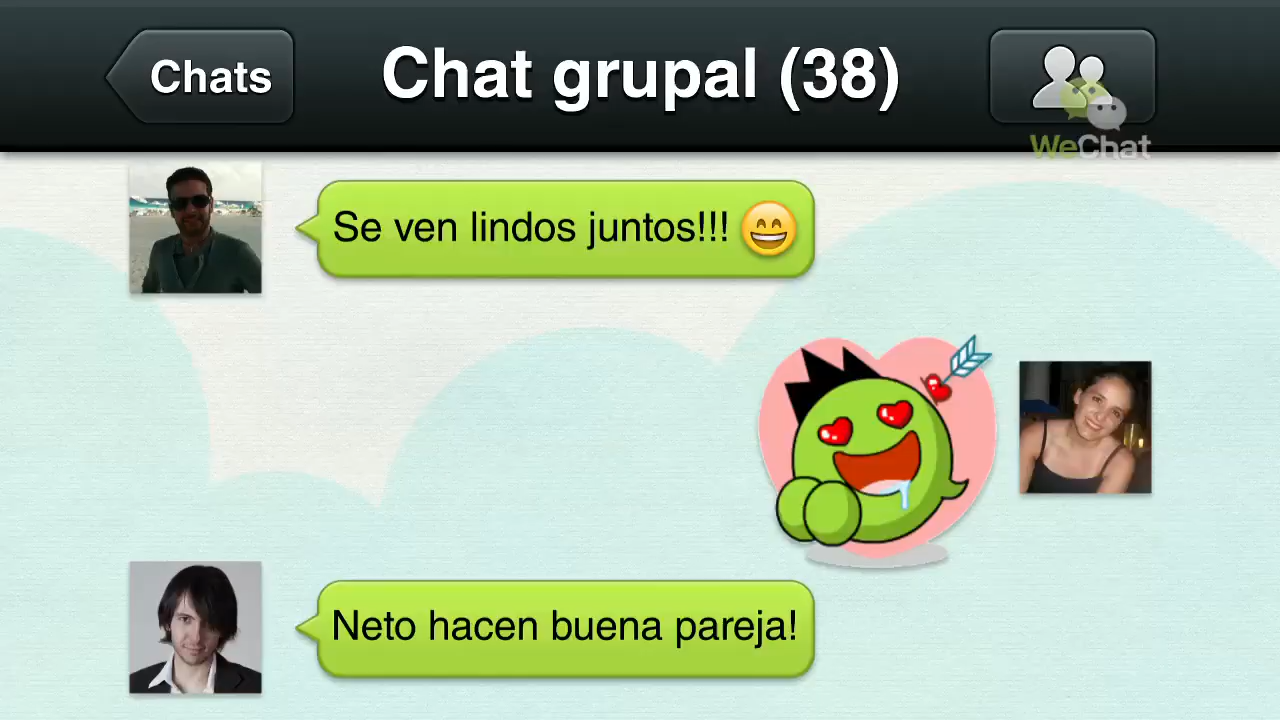 Chats
Chat grupal (38)
WeChat
Se ven lindos juntos!!! 😄
Neto hacen buena pareja!